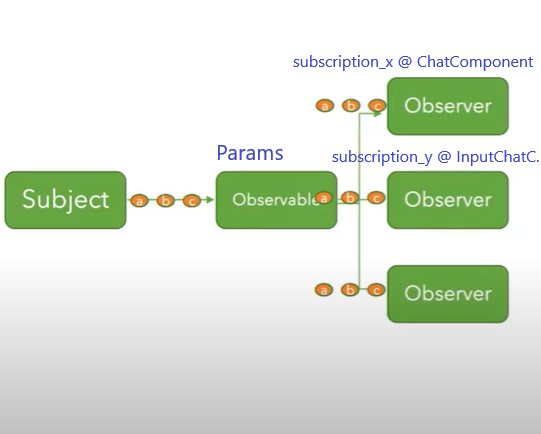 subscription_x @ ChatComponent
a b c Observer
Params
subscription_y @ InputChatC.
Subject a b c Observable a b c Observer
a b c Observer